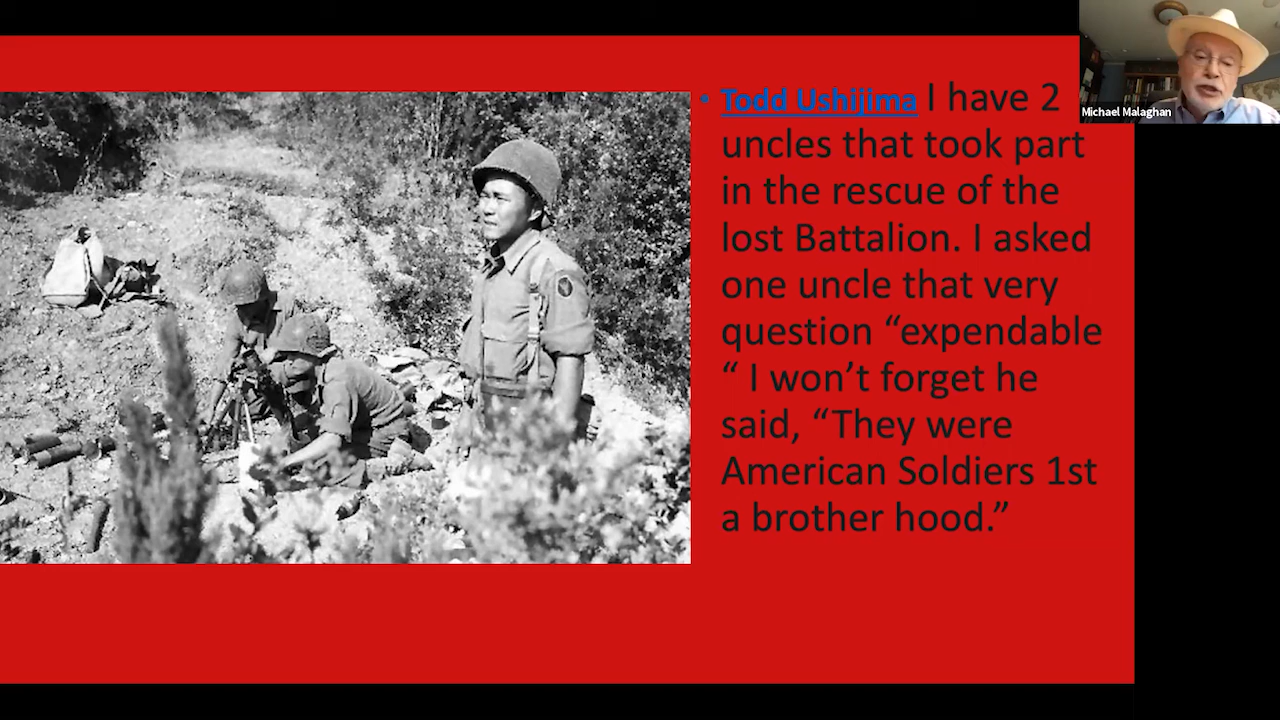 • Todd Ushijima I have 2
uncles that took part
in the rescue of the
lost Battalion. I asked
one uncle that very
question “expendable
“ I won’t forget he
said, “They were
American Soldiers 1st
a brother hood.”
Michael Malaghan